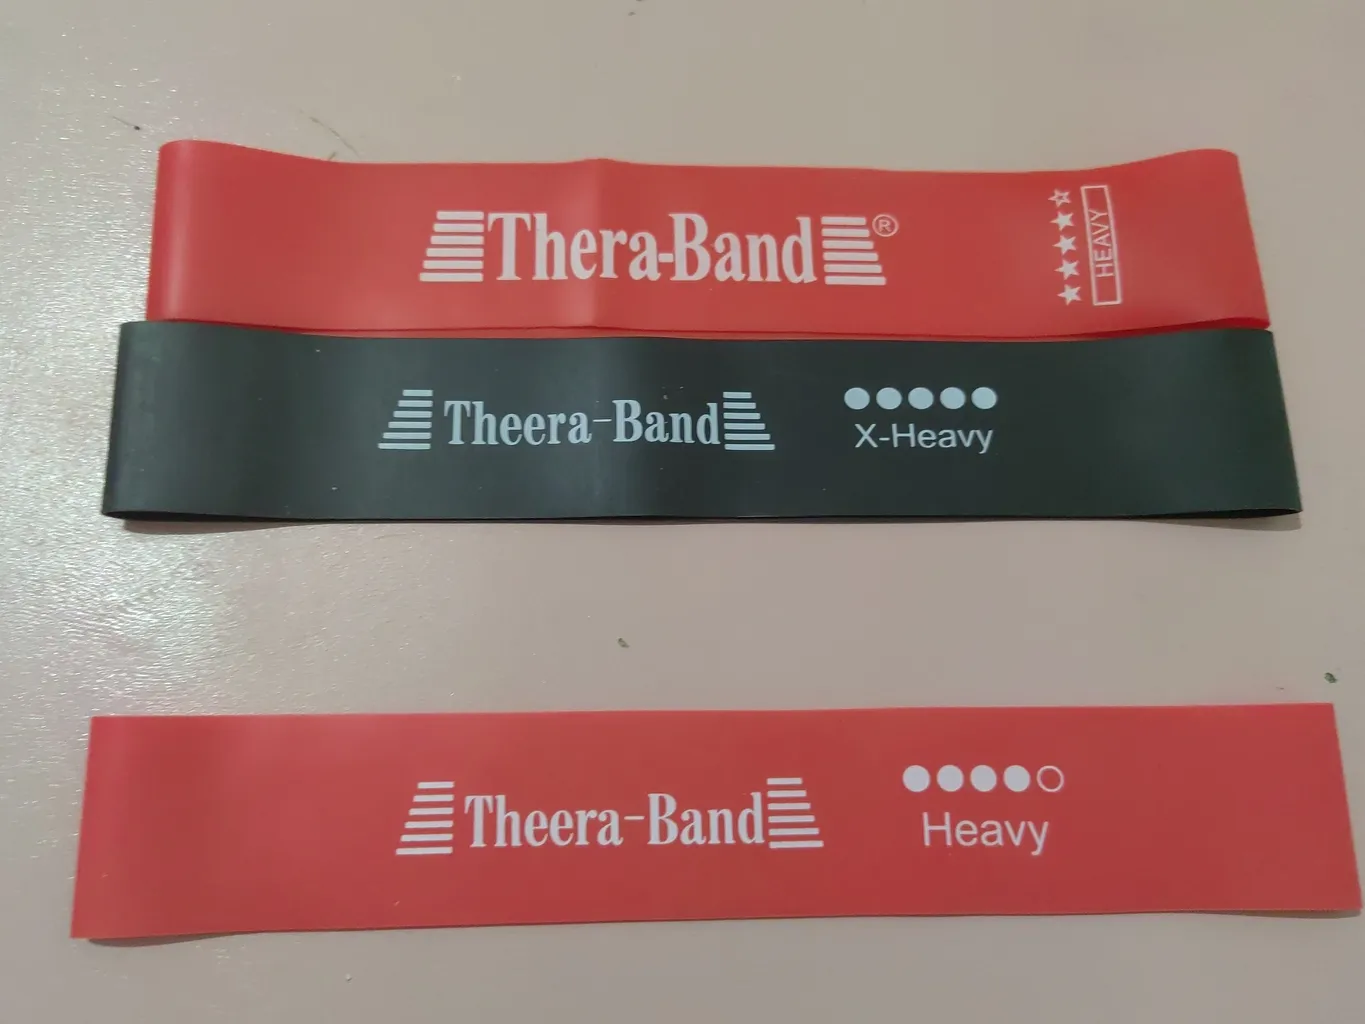 Thera-Band®
HEAVY
Theera-Band
X-Heavy
Theera-Band
Heavy